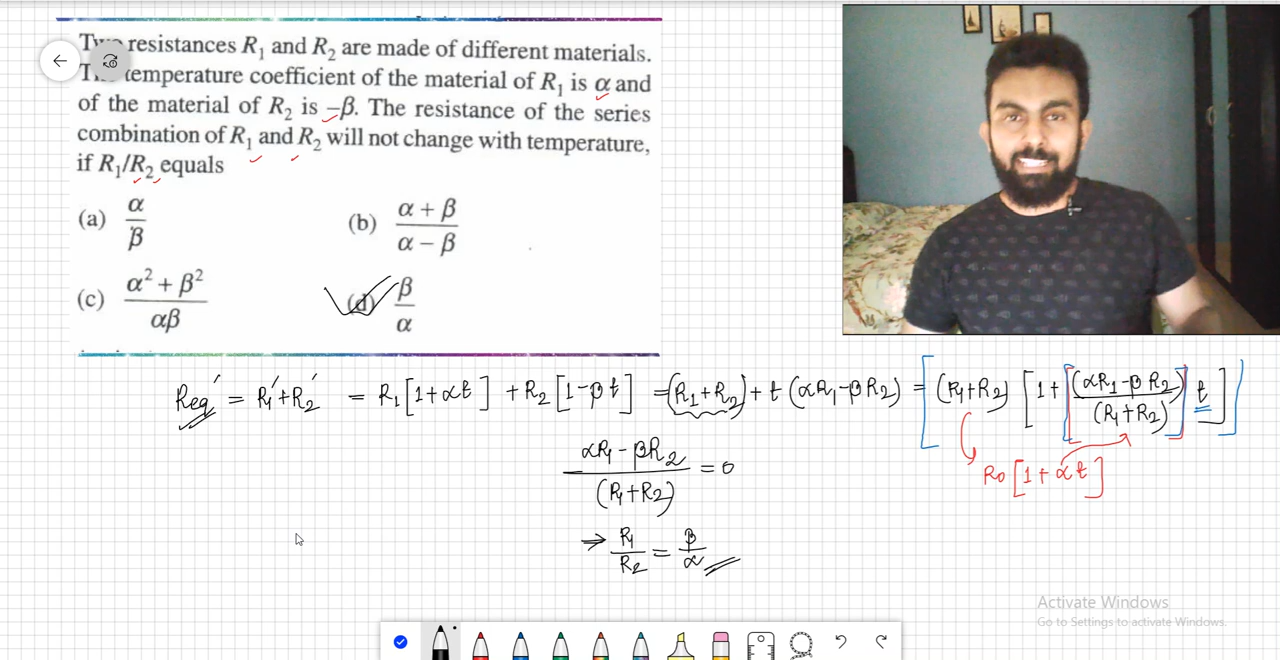 resistances R₁ and R₂ are made of different materials.
temperature coefficient of the material of R₁ is α and
of the material of R₂ is –β. The resistance of the series
combination of R₁ and R₂ will not change with temperature,
if R₁/R₂ equals
(a) α/β (b) (α + β)/(α – β)
(c) (α² + β²)/αβ (d) β/α
Req′ = R₁′+R₂′ = R₁[1+αt] +R₂[1-βt] =(R₁+R₂)+t(αR₁-βR₂) = [(R₁+R₂) [1+ [(αR₁-βR₂)/(R₁+R₂)] t]]
R₀[1+αt]
(αR₁-βR₂)/(R₁+R₂) = 0
⇒ R₁/R₂ = β/α
Activate Windows
Go to Settings to activate Windows.